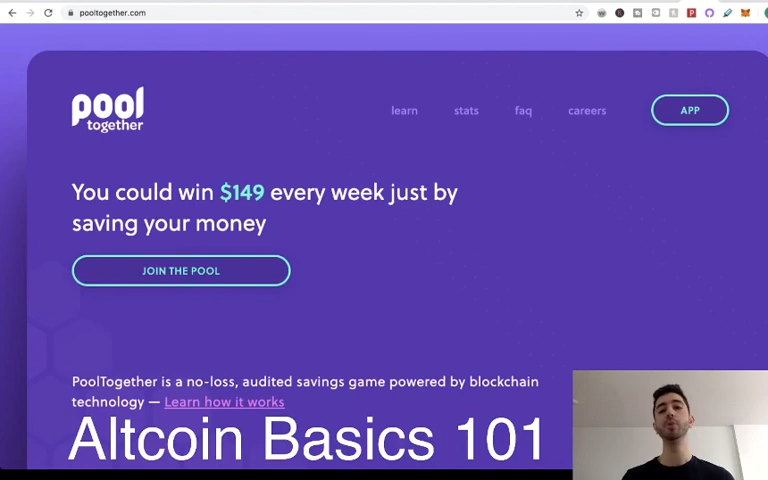 pooltogether.com
pool
together
learn stats faq careers APP
You could win $149 every week just by
saving your money
JOIN THE POOL
PoolTogether is a no-loss, audited savings game powered by blockchain
technology — Learn how it works
Altcoin Basics 101